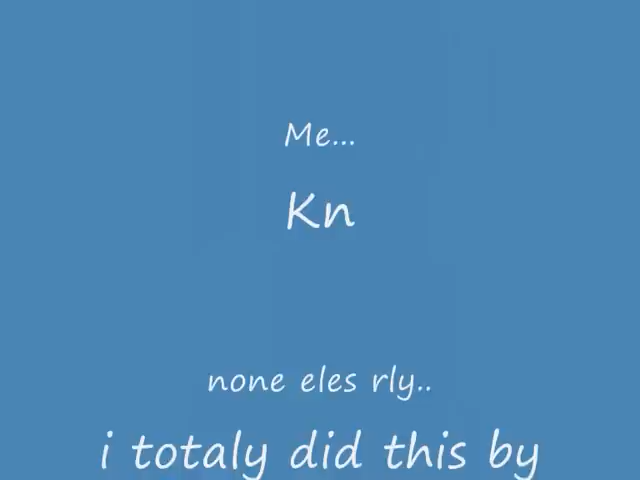 Me...
Kn
none eles rly..
i totaly did this by